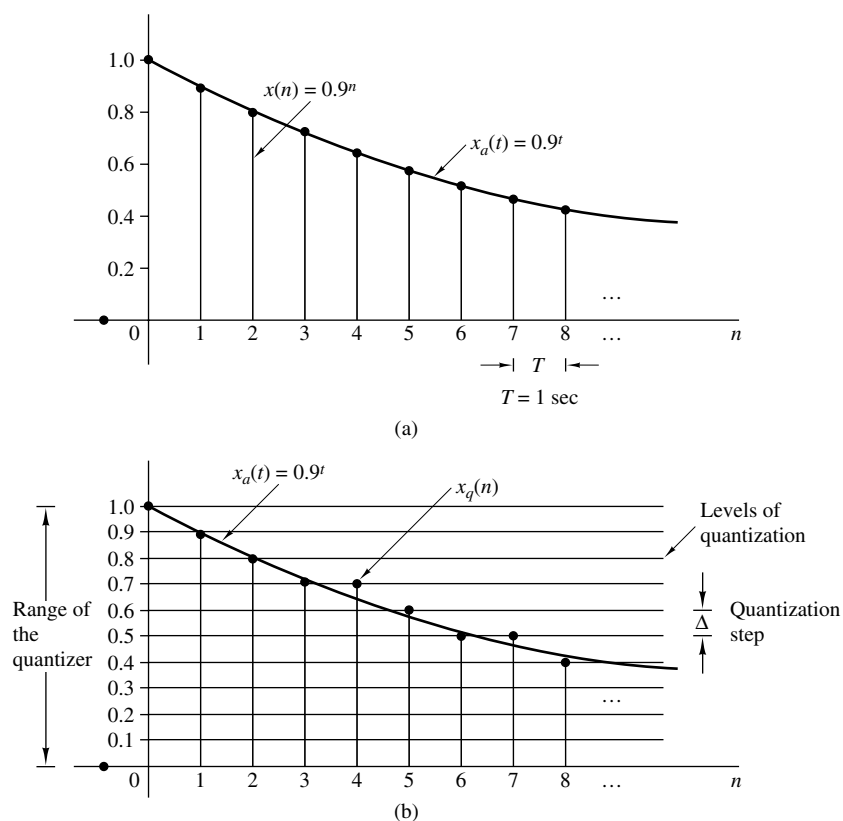 1.0
x(n) = 0.9ⁿ
0.8
xₐ(t) = 0.9ᵗ
0.6
0.4
0.2
...
0 1 2 3 4 5 6 7 8 ... n
T
T = 1 sec
(a)
xₐ(t) = 0.9ᵗ
x_q(n)
1.0
Levels of
quantization
0.9
0.8
0.7
Range of
the
quantizer
0.6
Δ
Quantization
step
0.5
0.4
0.3
...
0.2
0.1
0 1 2 3 4 5 6 7 8 ... n
(b)